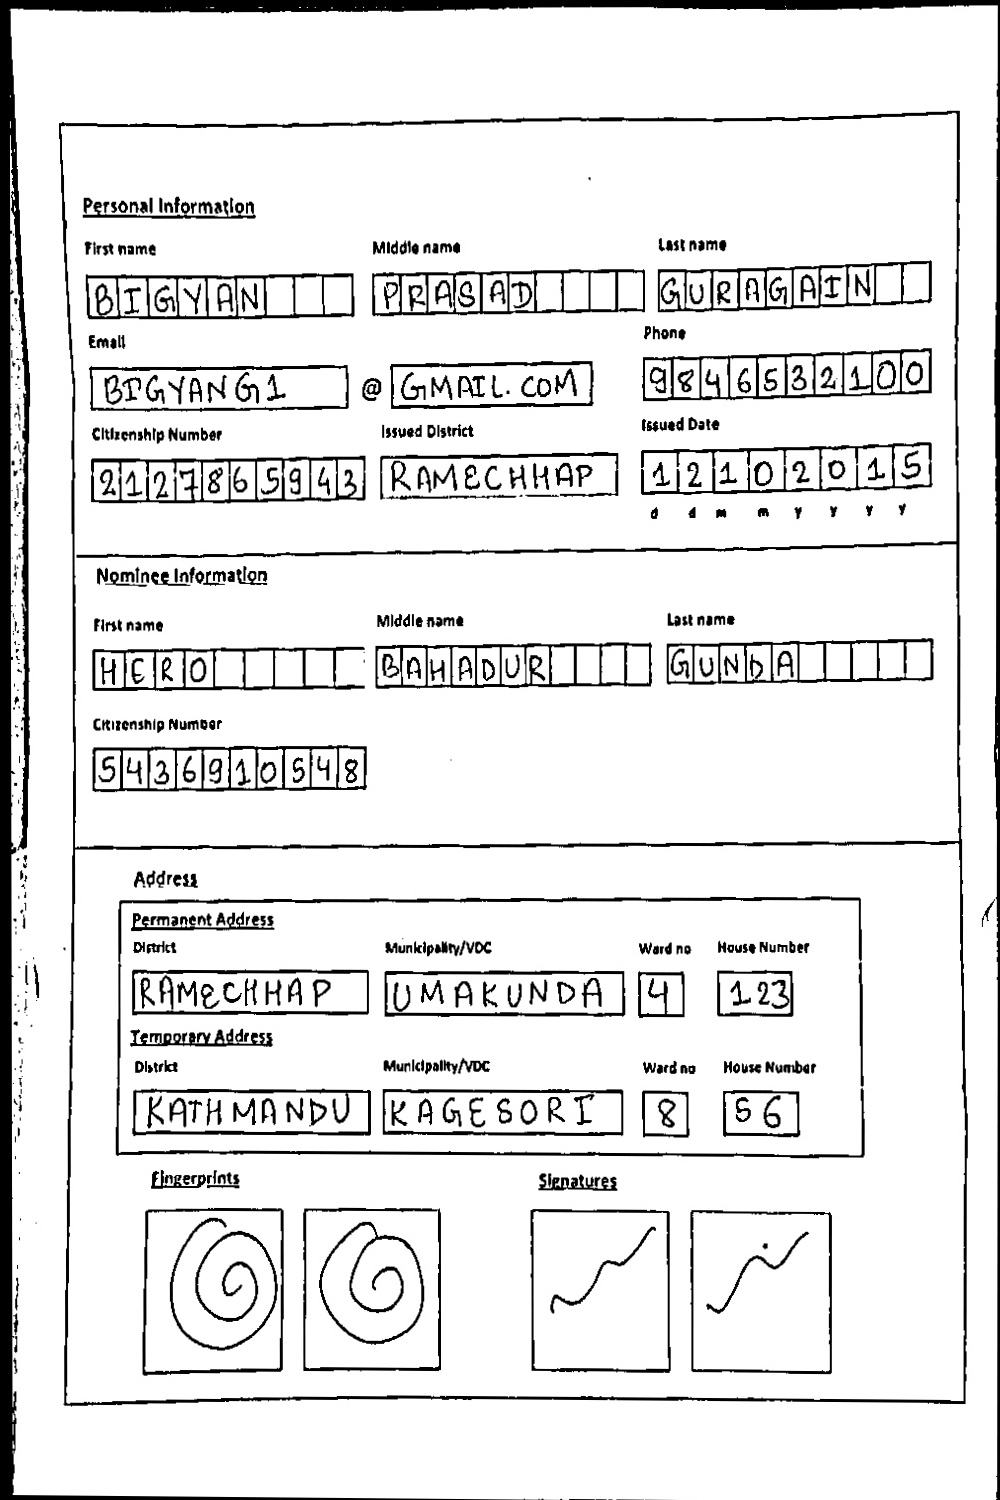 Personal Information
First name Middle name Last name
BIGYAN PRASAD GURAGAIN
Email Phone
BIGYANG1 @ GMAIL.COM 9846532100
Citizenship Number Issued District Issued Date
2127865943 RAMECHHAP 12102015
d d m m y y y y
Nominee Information
First name Middle name Last name
HERO BAHADUR GUNDA
Citizenship Number
5436910548
Address
Permanent Address
District Municipality/VDC Ward no House Number
RAMECHHAP UMAKUNDA 4 123
Temporary Address
District Municipality/VDC Ward no House Number
KATHMANDU KAGESORI 8 56
Fingerprints Signatures